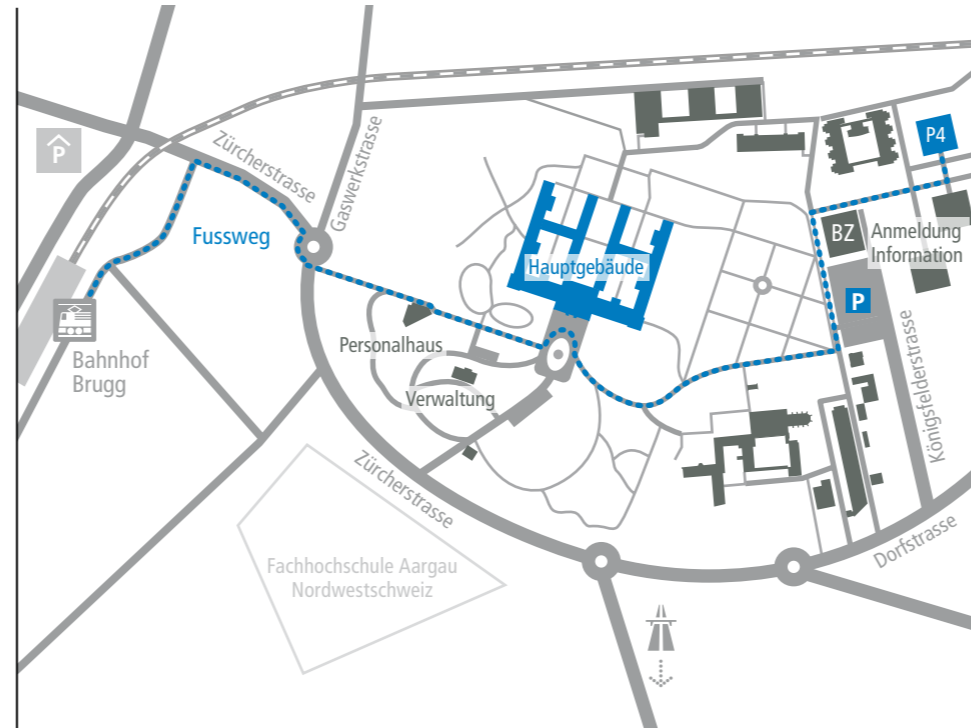 P
Zürcherstrasse
Gaswerkstrasse
P4
Fussweg
BZ
Anmeldung
Information
Hauptgebäude
P
Bahnhof
Brugg
Personalhaus
Verwaltung
Königsfelderstrasse
Zürcherstrasse
Dorfstrasse
Fachhochschule Aargau
Nordwestschweiz